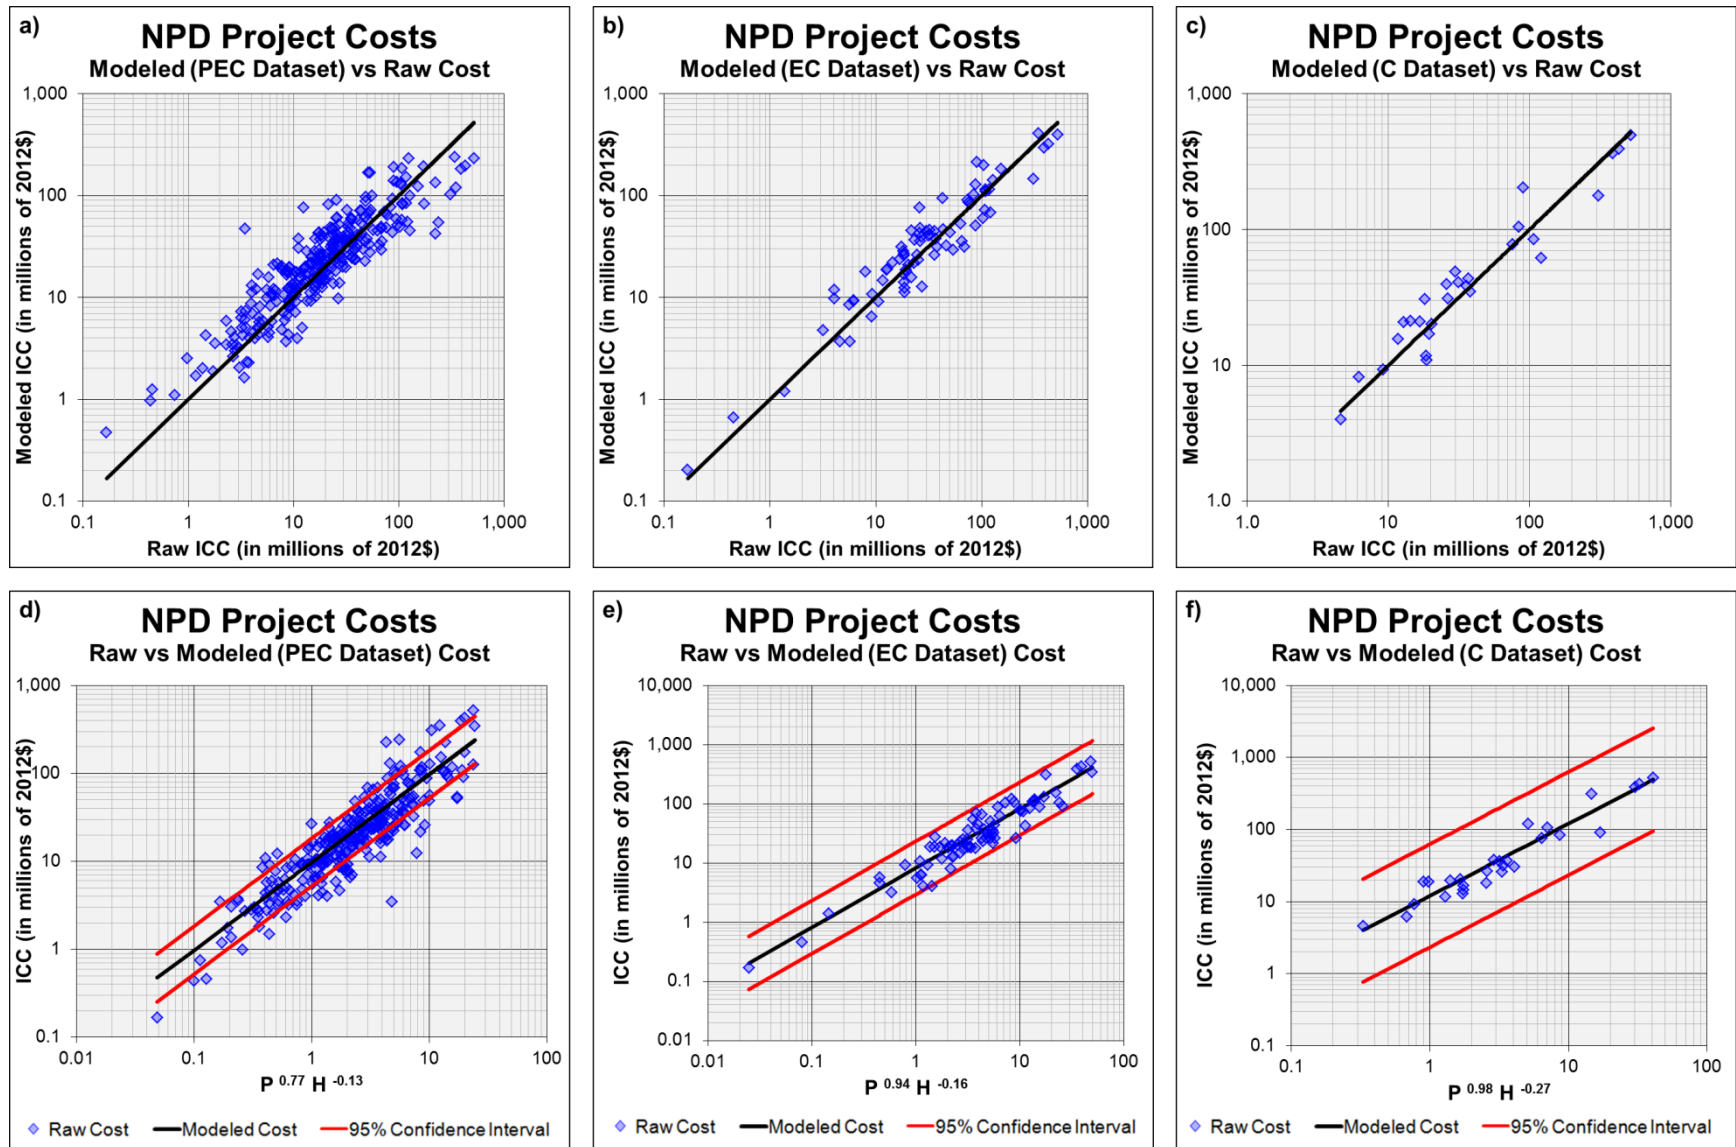 a)
NPD Project Costs
Modeled (PEC Dataset) vs Raw Cost
Modeled ICC (in millions of 2012$)
1,000
100
10
1
0.1
0.1 1 10 100 1,000
Raw ICC (in millions of 2012$)
b)
NPD Project Costs
Modeled (EC Dataset) vs Raw Cost
Modeled ICC (in millions of 2012$)
1,000
100
10
1
0.1
0.1 1 10 100 1,000
Raw ICC (in millions of 2012$)
c)
NPD Project Costs
Modeled (C Dataset) vs Raw Cost
Modeled ICC (in millions of 2012$)
1,000
100
10
1.0
1.0 10 100 1,000
Raw ICC (in millions of 2012$)
d)
NPD Project Costs
Raw vs Modeled (PEC Dataset) Cost
ICC (in millions of 2012$)
1,000
100
10
1
0.1
0.01 0.1 1 10 100
P 0.77 H -0.13
Raw Cost Modeled Cost 95% Confidence Interval
e)
NPD Project Costs
Raw vs Modeled (EC Dataset) Cost
ICC (in millions of 2012$)
10,000
1,000
100
10
1
0.1
0.01
0.01 0.1 1 10 100
P 0.94 H -0.16
Raw Cost Modeled Cost 95% Confidence Interval
f)
NPD Project Costs
Raw vs Modeled (C Dataset) Cost
ICC (in millions of 2012$)
10,000
1,000
100
10
1
0.1
0.1 1 10 100
P 0.98 H -0.27
Raw Cost Modeled Cost 95% Confidence Interval